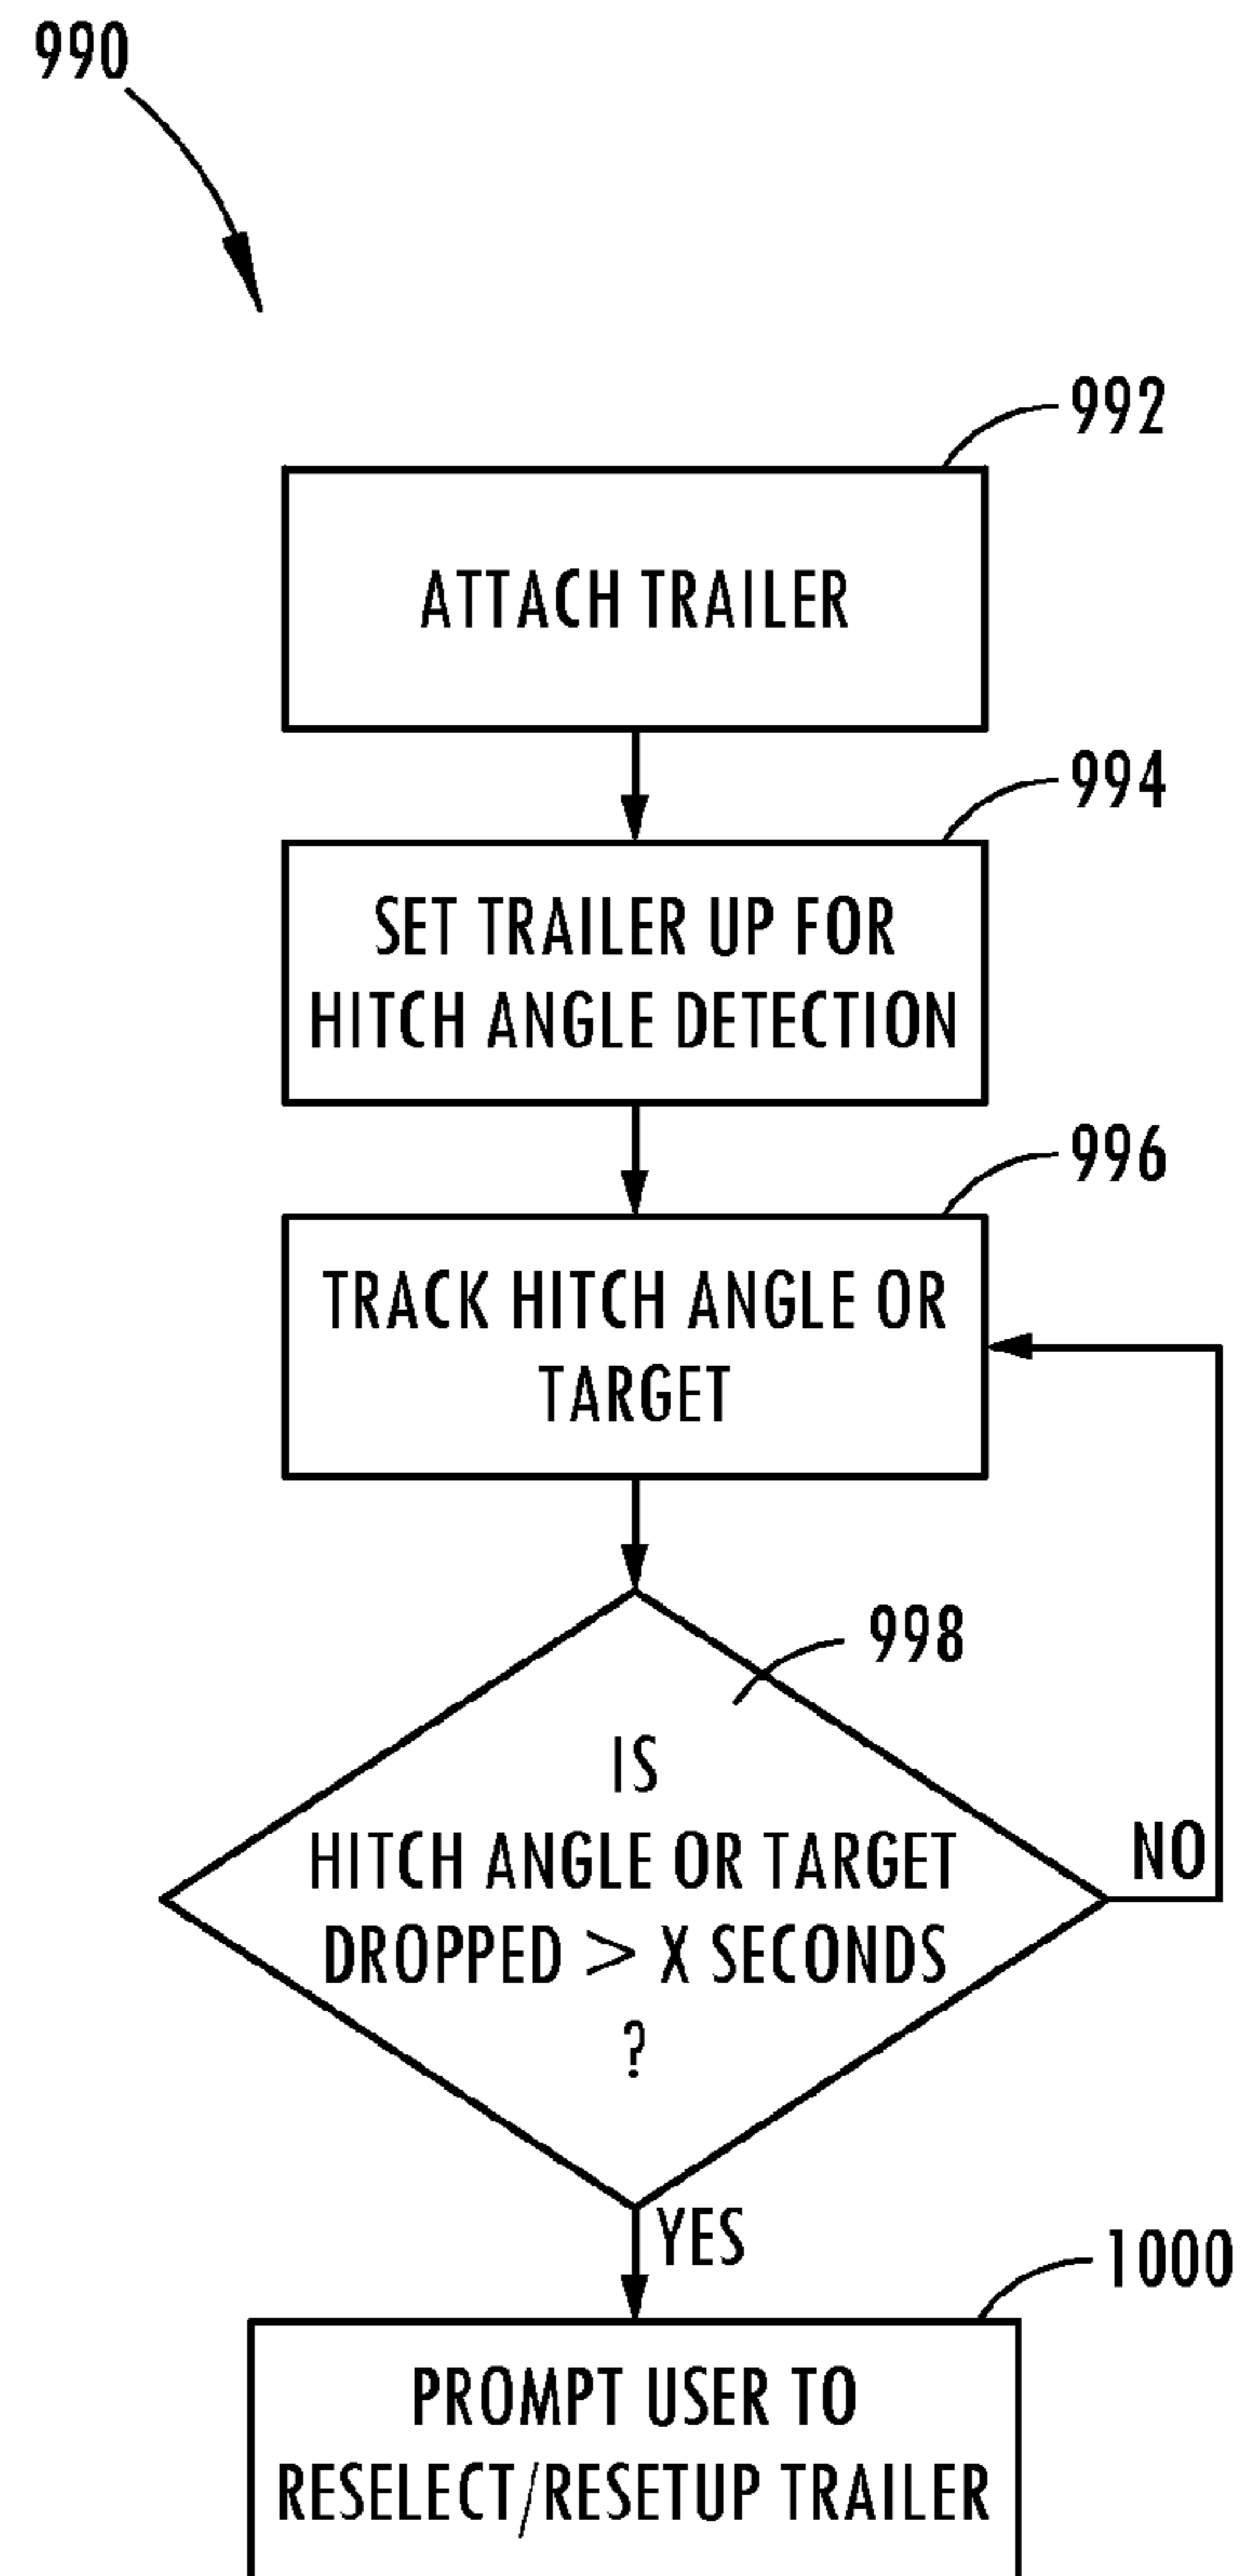 990
992
ATTACH TRAILER
994
SET TRAILER UP FOR
HITCH ANGLE DETECTION
996
TRACK HITCH ANGLE OR
TARGET
998
IS
HITCH ANGLE OR TARGET
DROPPED > X SECONDS
?
NO
YES
1000
PROMPT USER TO
RESELECT/RESETUP TRAILER